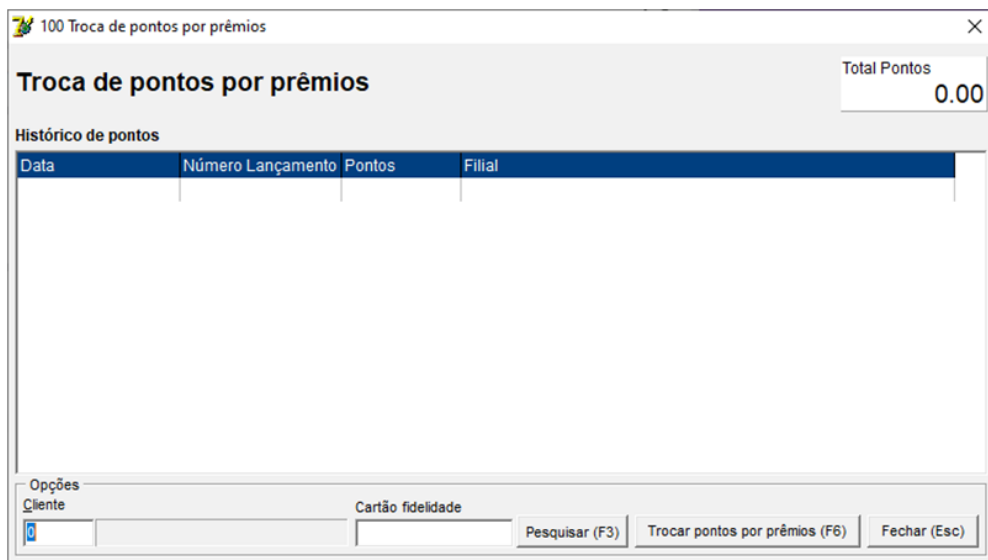 100 Troca de pontos por prêmios
Troca de pontos por prêmios
Total Pontos
0.00
Histórico de pontos
Data Número Lançamento Pontos Filial
Opções
Cliente Cartão fidelidade
0 Pesquisar (F3) Trocar pontos por prêmios (F6) Fechar (Esc)